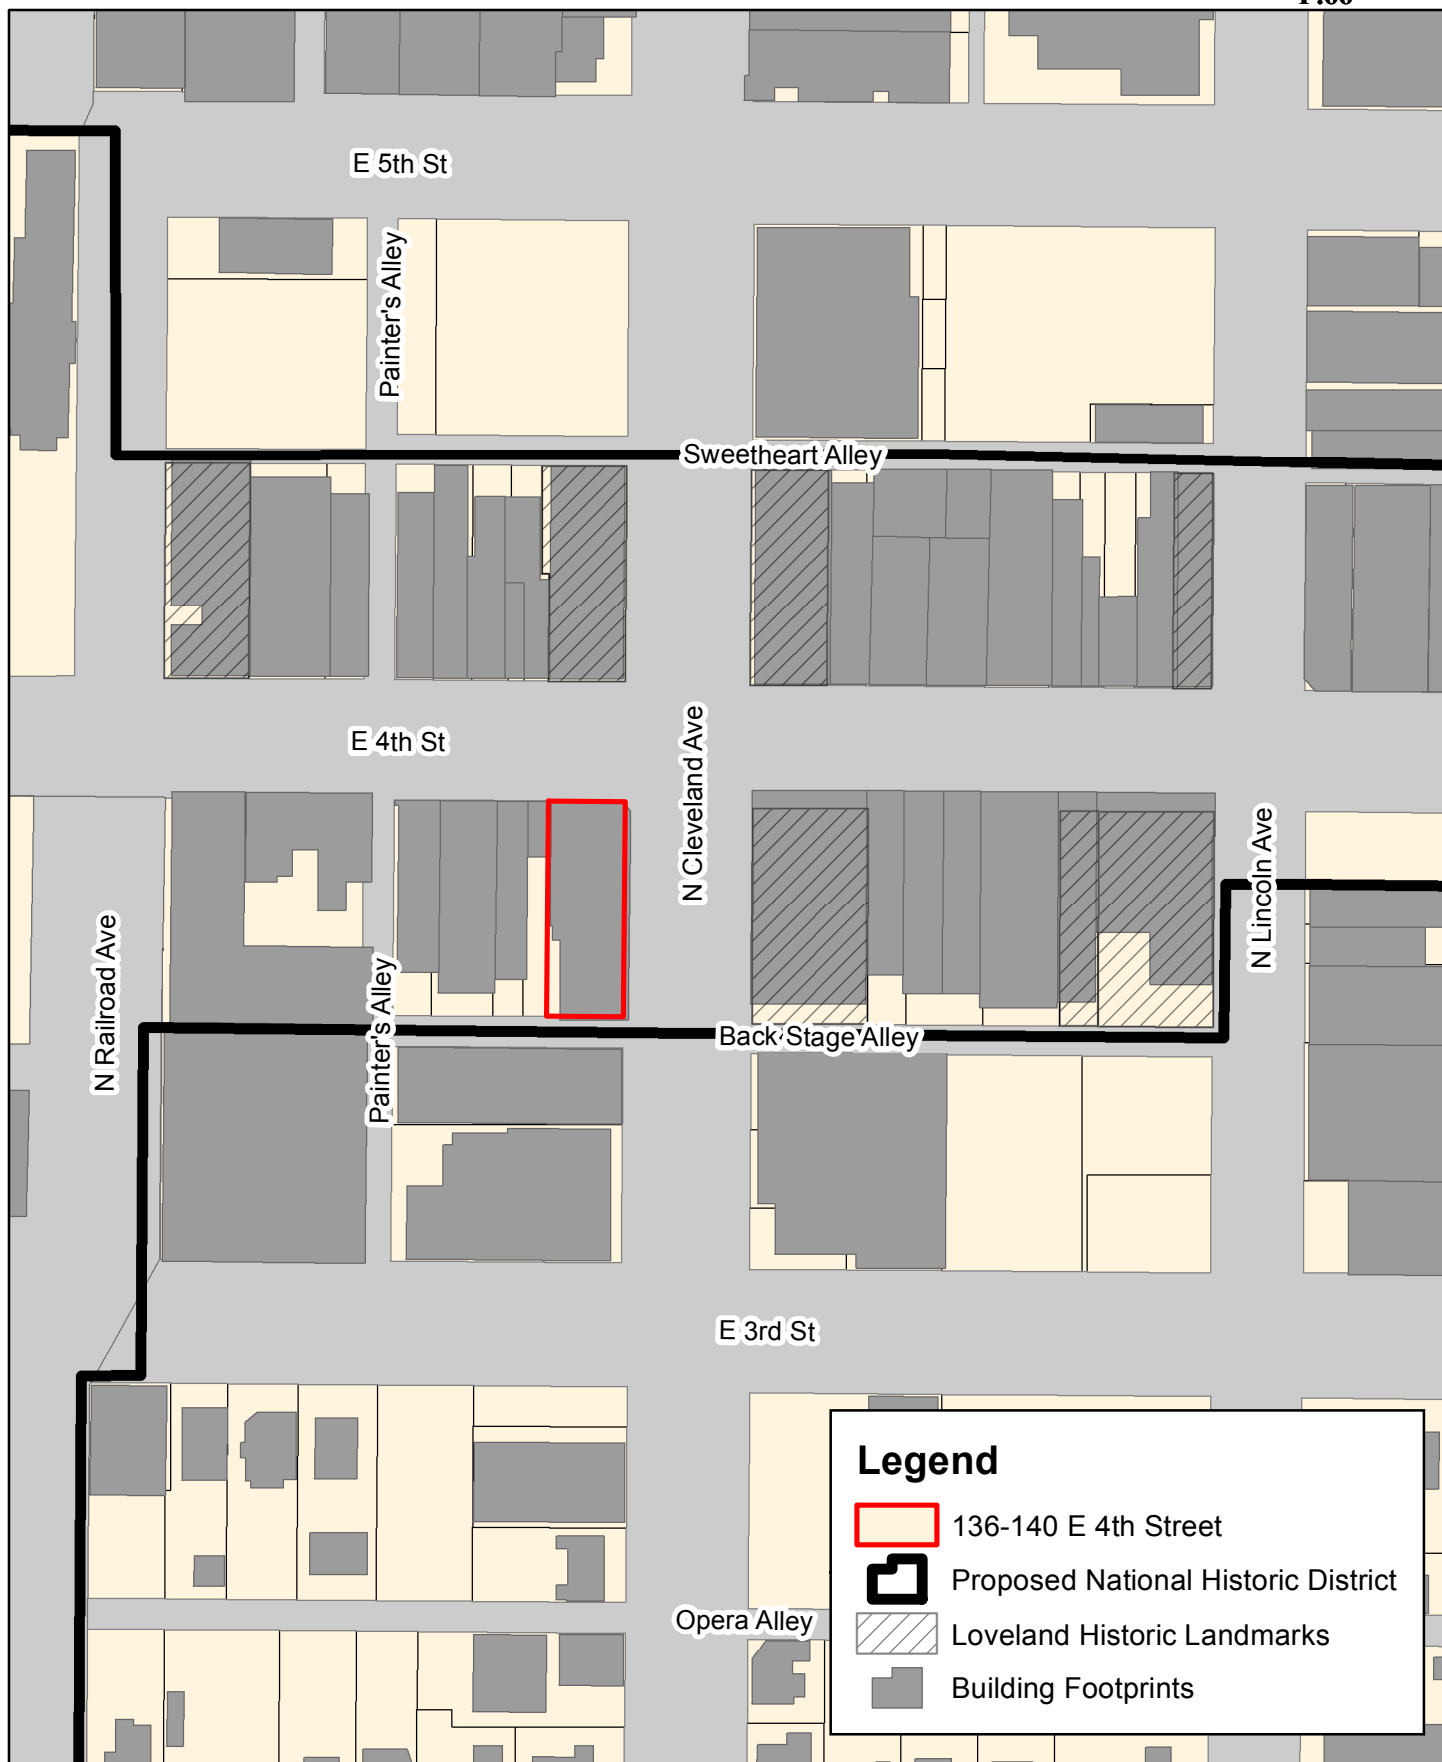 E 5th St
Painter's Alley
Sweetheart Alley
E 4th St
N Cleveland Ave
N Lincoln Ave
N Railroad Ave
Painter's Alley
Back Stage Alley
E 3rd St
Opera Alley
Legend
136-140 E 4th Street
Proposed National Historic District
Loveland Historic Landmarks
Building Footprints